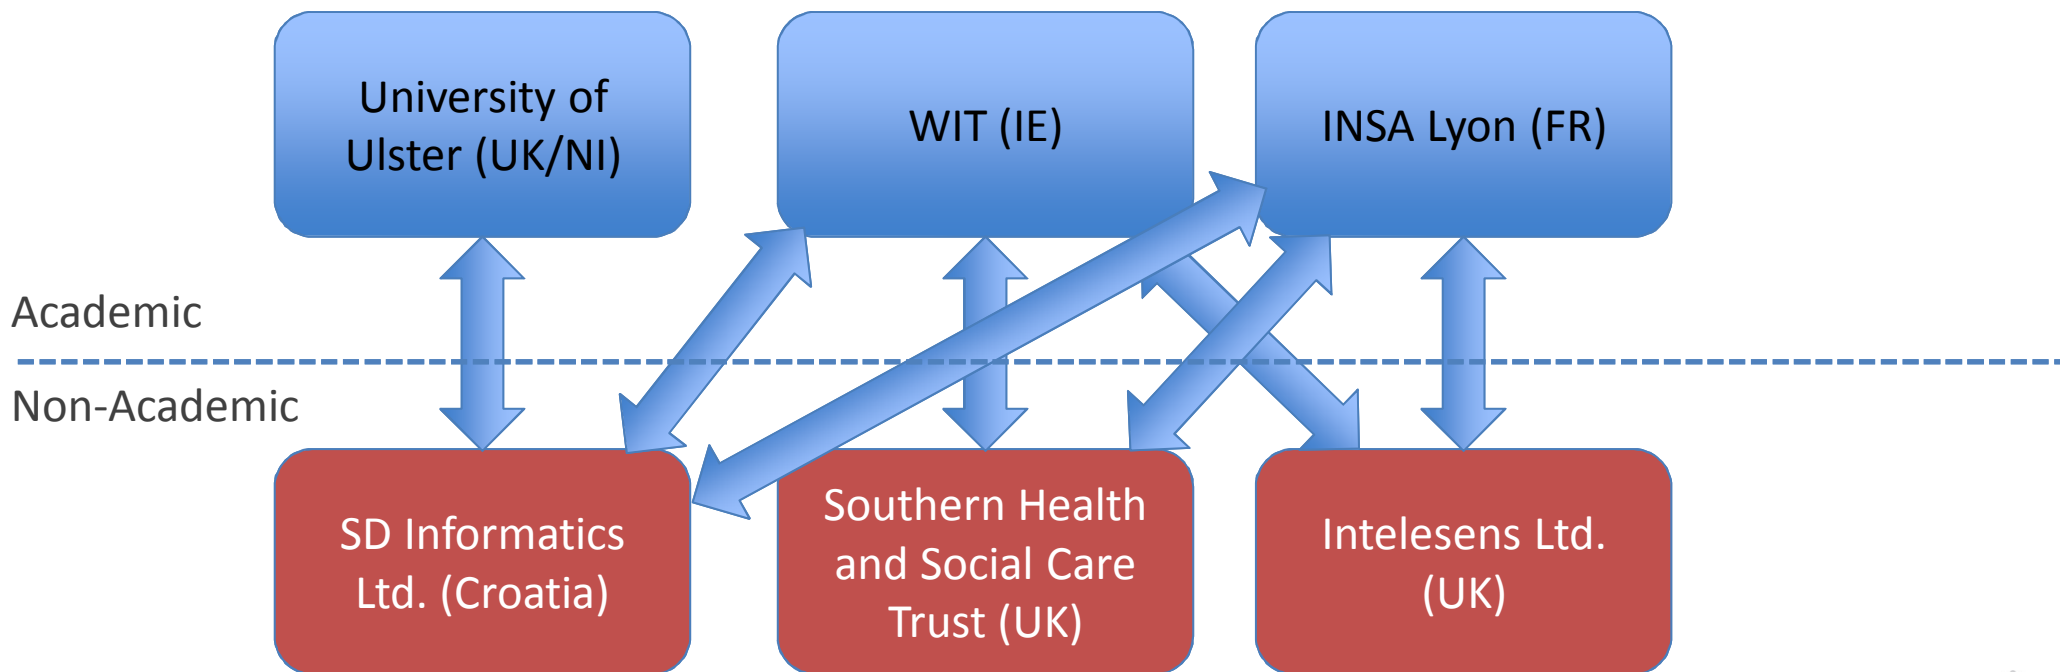 University of
Ulster (UK/NI)
WIT (IE)
INSA Lyon (FR)
Academic
Non-Academic
SD Informatics
Ltd. (Croatia)
Southern Health
and Social Care
Trust (UK)
Intelesens Ltd.
(UK)